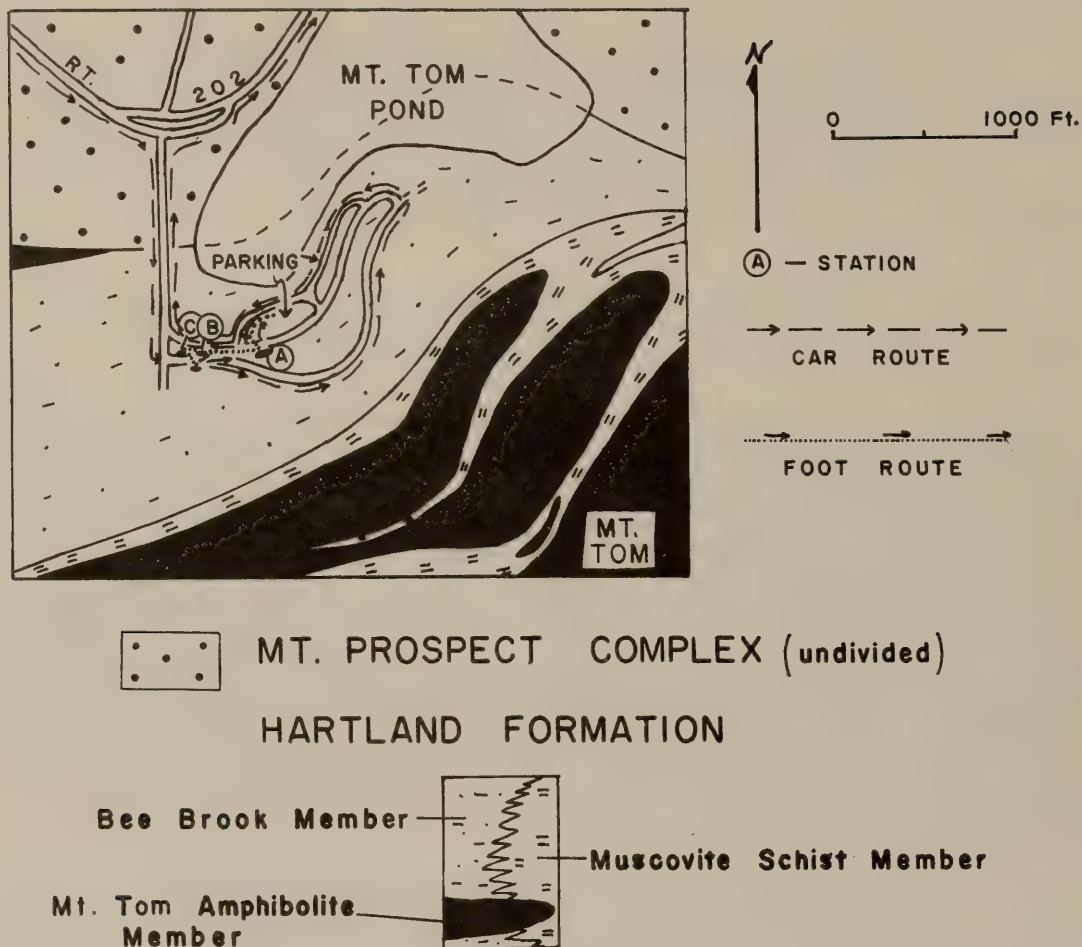 RT.
202
MT. TOM
POND
PARKING
C B
A
MT.
TOM
N
0 1000 Ft.
A — STATION
CAR ROUTE
FOOT ROUTE
MT. PROSPECT COMPLEX (undivided)
HARTLAND FORMATION
Bee Brook Member
Muscovite Schist Member
Mt. Tom Amphibolite
Member